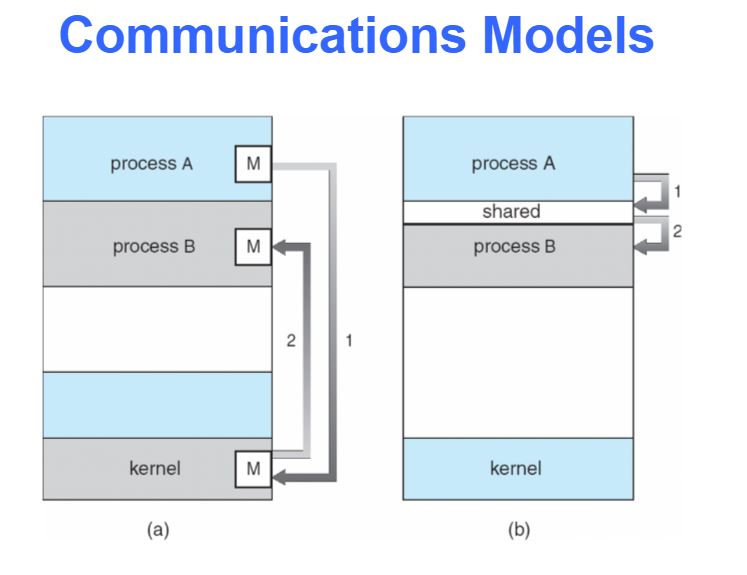 Communications Models
process A
M
process B
M
2
1
kernel
M
(a)
process A
1
shared
2
process B
kernel
(b)